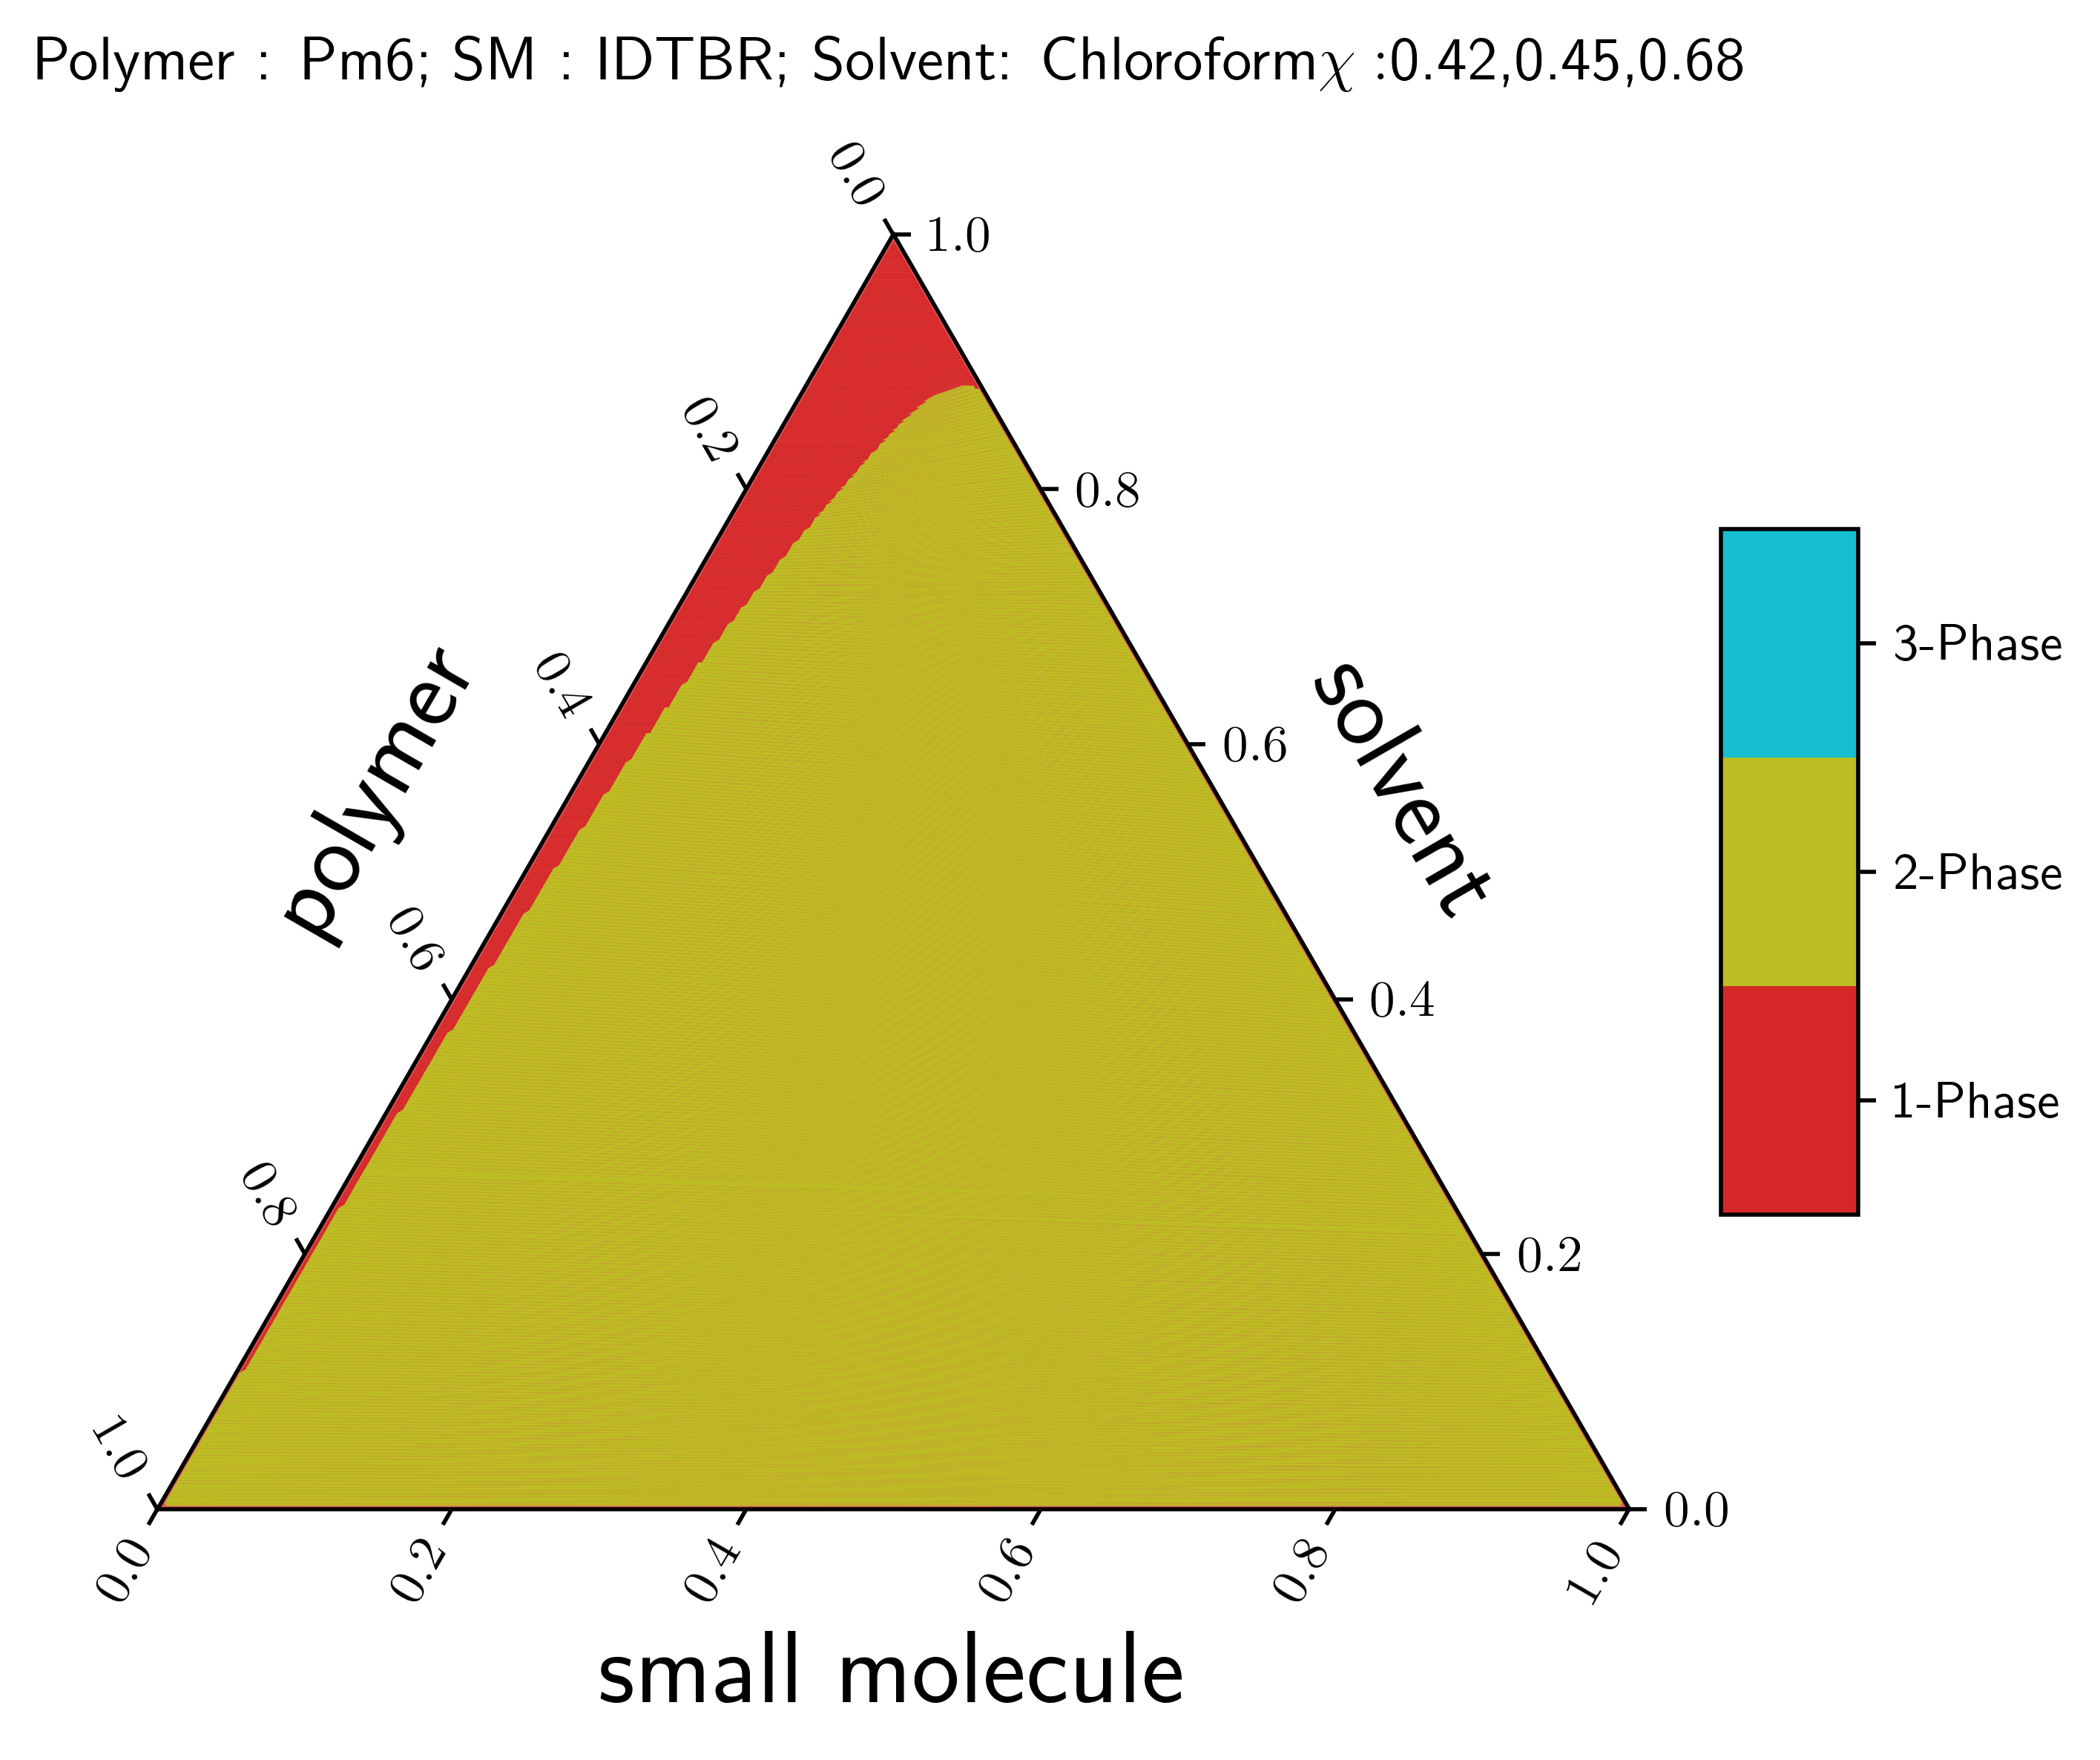 Polymer : Pm6; SM : IDTBR; Solvent: Chloroformχ :0.42,0.45,0.68
0.0
1.0
0.2
0.8
polymer
solvent
0.4
0.6
3-Phase
2-Phase
1-Phase
0.6
0.4
0.8
0.2
1.0
0.0
0.0
0.2
0.4
0.6
0.8
1.0
small molecule